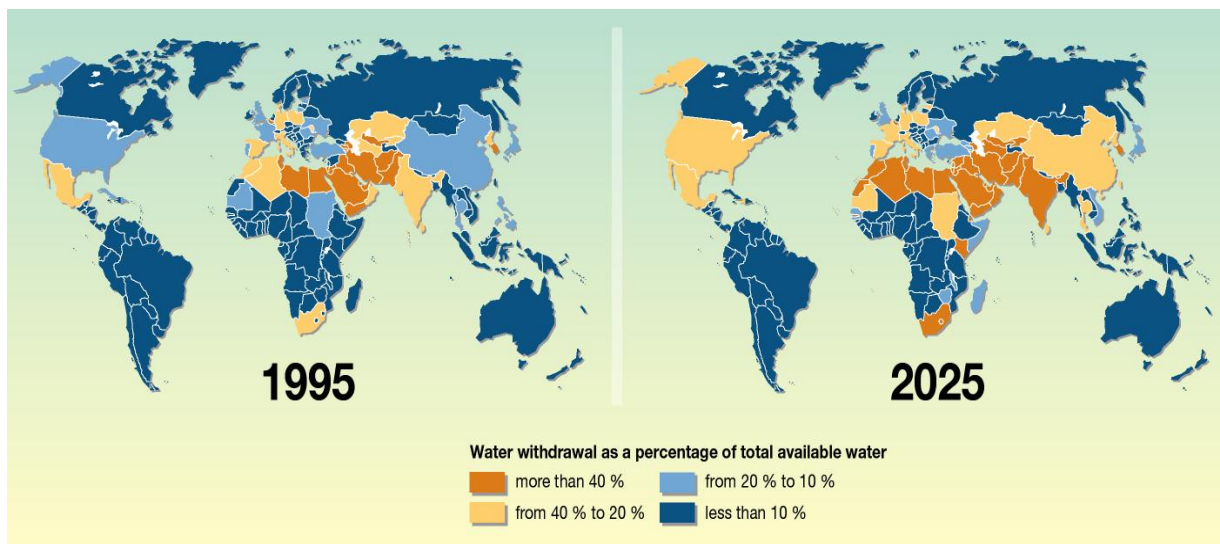 1995
2025
Water withdrawal as a percentage of total available water
more than 40 %
from 20 % to 10 %
from 40 % to 20 %
less than 10 %